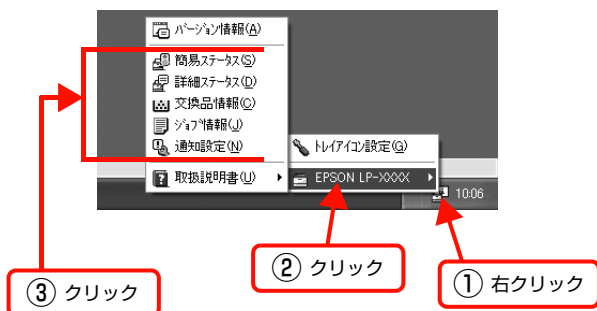 バージョン情報(A)
簡易ステータス(S)
詳細ステータス(D)
交換品情報(C)
ジョブ情報(J)
通知設定(N)
取扱説明書(U)
トレイアイコン設定(G)
EPSON LP-XXXX
10:06
③ クリック
② クリック
① 右クリック